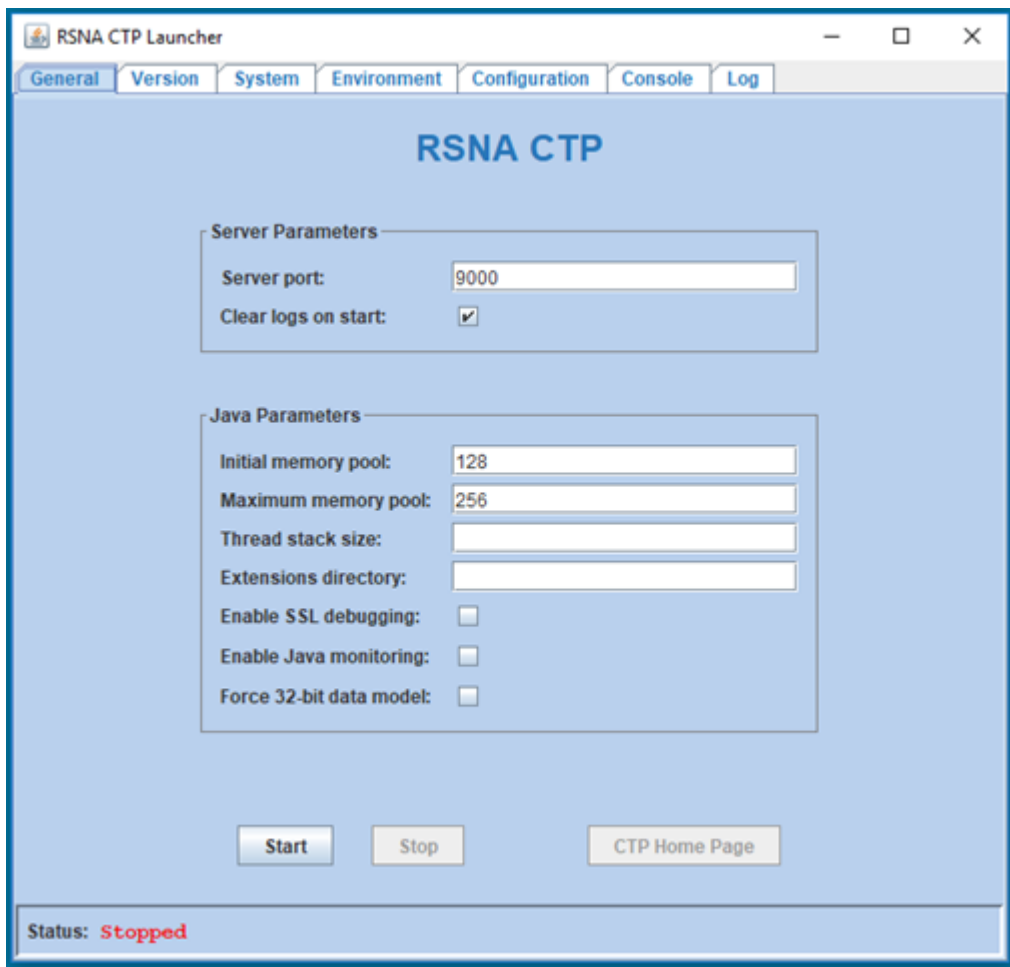 RSNA CTP Launcher
General Version System Environment Configuration Console Log
RSNA CTP
Server Parameters
Server port: 9000
Clear logs on start:
Java Parameters
Initial memory pool: 128
Maximum memory pool: 256
Thread stack size:
Extensions directory:
Enable SSL debugging:
Enable Java monitoring:
Force 32-bit data model:
Start Stop CTP Home Page
Status: Stopped